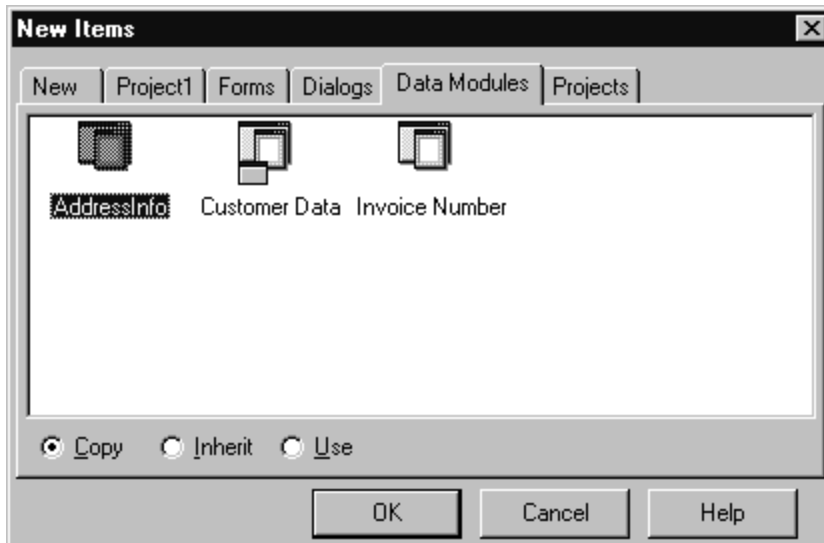 New Items
New Project1 Forms Dialogs Data Modules Projects
AddressInfo Customer Data Invoice Number
Copy Inherit Use
OK Cancel Help